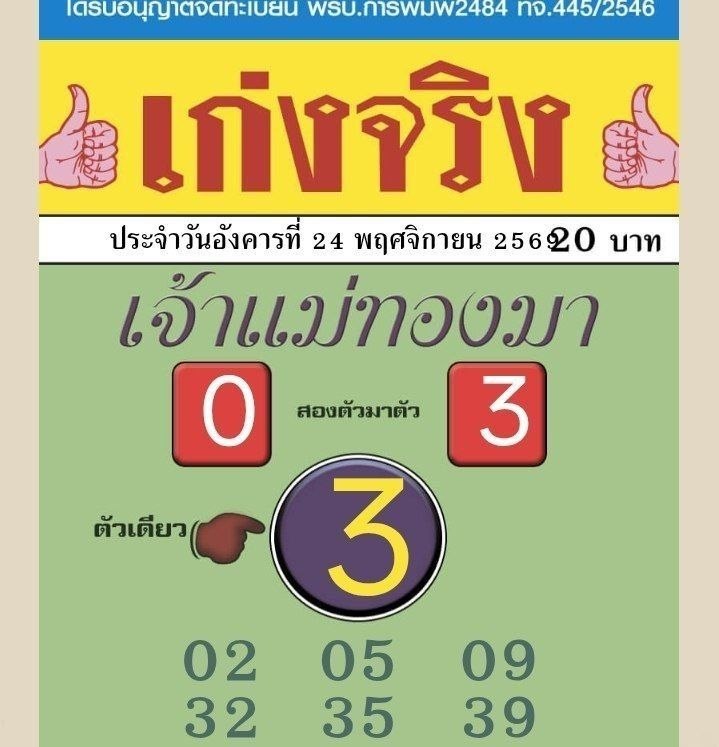 ได้รับอนุญาตจดทะเบียน พรบ.การพิมพ์2484 ทจ.445/2546
เก่งจริง
ประจำวันอังคารที่ 24 พฤศจิกายน 2569 20 บาท
เจ้าแม่ทองมา
0 สองตัวมาตัว 3
ตัวเดียว 3
02 05 09
32 35 39